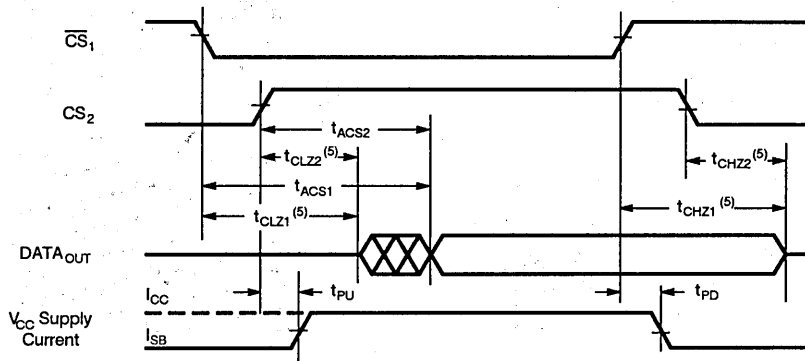 CS1
CS2
tACS2
tCLZ2(5)
tCHZ2(5)
tACS1
tCLZ1(5)
tCHZ1(5)
DATAOUT
ICC
tPU
tPD
VCC Supply
Current
ISB